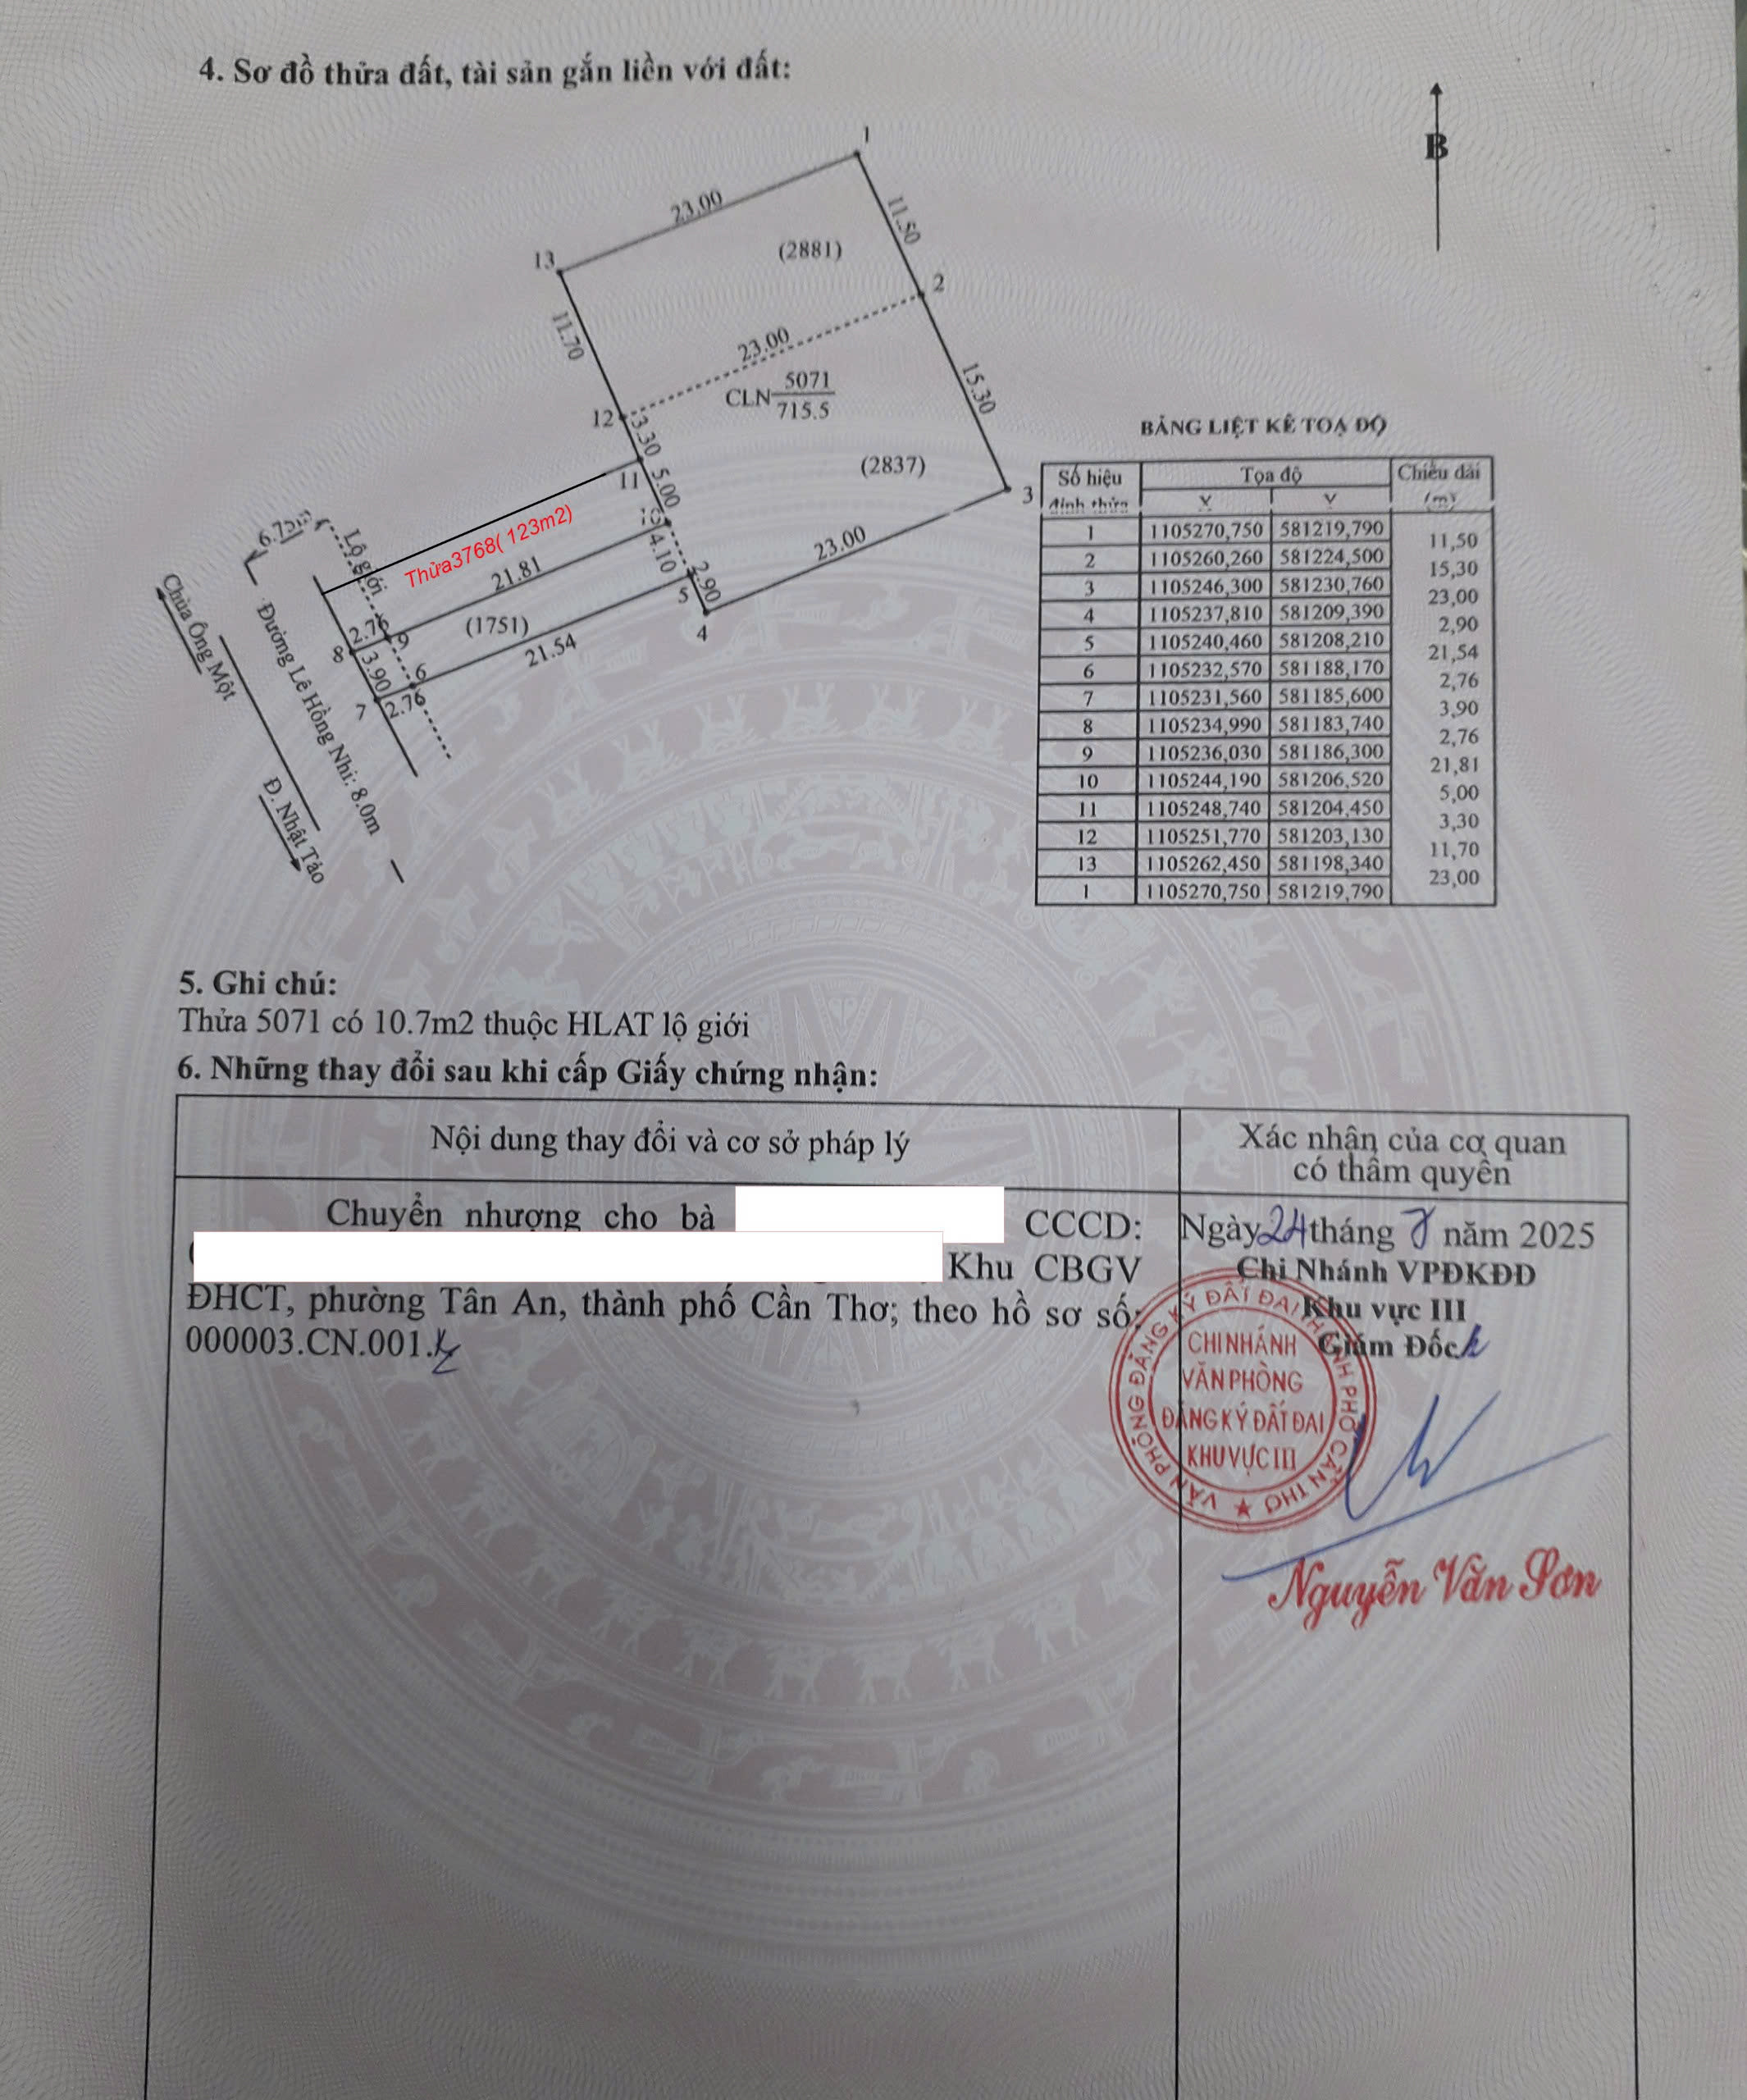 4. Sơ đồ thửa đất, tài sản gắn liền với đất:
B
1
23.00
11.50
13
(2881)
2
11.70
23.00
15.30
CLN 5071
715.5
12
3.30
(2837)
11
5.00
3
10
Thửa3768( 123m2)
4.10
23.00
21.81
2.90
5
4
(1751)
21.54
6.75m
Lộ giới
2.76
9
8
3.90
6
7
2.76
Chùa Ông Một
Đường Lê Hồng Nhi: 8.0m
Đ. Nhật Tảo
BẢNG LIỆT KÊ TOẠ ĐỘ
Số hiệu đỉnh thửa Tọa độ Chiều dài (m)
X Y
1 1105270,750 581219,790
11,50
2 1105260,260 581224,500
15,30
3 1105246,300 581230,760
23,00
4 1105237,810 581209,390
2,90
5 1105240,460 581208,210
21,54
6 1105232,570 581188,170
2,76
7 1105231,560 581185,600
3,90
8 1105234,990 581183,740
2,76
9 1105236,030 581186,300
21,81
10 1105244,190 581206,520
5,00
11 1105248,740 581204,450
3,30
12 1105251,770 581203,130
11,70
13 1105262,450 581198,340
23,00
1 1105270,750 581219,790
5. Ghi chú:
Thửa 5071 có 10.7m2 thuộc HLAT lộ giới
6. Những thay đổi sau khi cấp Giấy chứng nhận:
Nội dung thay đổi và cơ sở pháp lý
Xác nhận của cơ quan
có thẩm quyền
Chuyển nhượng cho bà CCCD:
Khu CBGV
ĐHCT, phường Tân An, thành phố Cần Thơ; theo hồ sơ số:
000003.CN.001.
Ngày 24 tháng 7 năm 2025
Chi Nhánh VPĐKĐĐ
Khu vực III
Giám Đốc
VĂN PHÒNG ĐĂNG KÝ ĐẤT ĐAI THÀNH PHỐ CẦN THƠ
CHI NHÁNH
VĂN PHÒNG
ĐĂNG KÝ ĐẤT ĐAI
KHU VỰC III
Nguyễn Văn Sơn